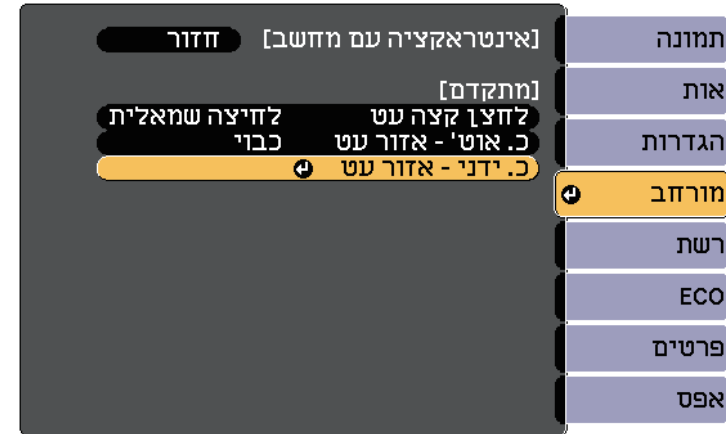 תמונה
אות
הגדרות
מורחב
רשת
ECO
פרטים
אפס
[אינטראקציה עם מחשב] חזור
[מתקדם]
לחצן קצה עט לחיצה שמאלית
כ. אוט' - אזור עט כבוי
כ. ידני - אזור עט